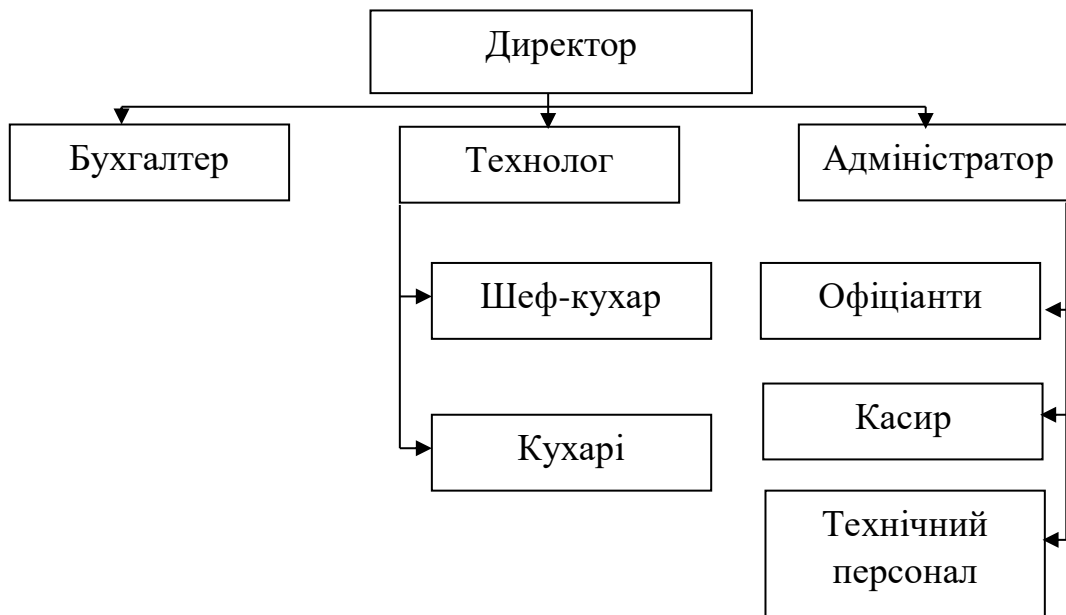 Директор
Бухгалтер
Технолог
Адміністратор
Шеф-кухар
Офіціанти
Кухарі
Касир
Технічний
персонал